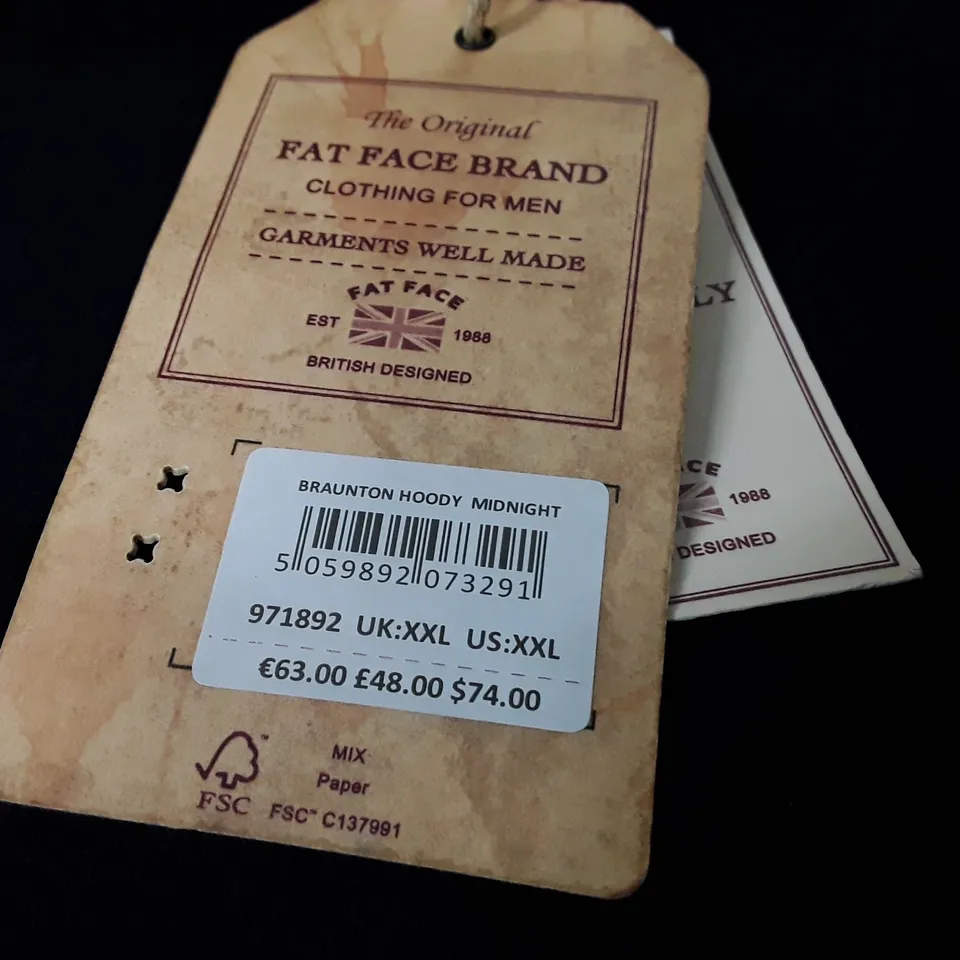 The Original
FAT FACE BRAND
CLOTHING FOR MEN
GARMENTS WELL MADE
FAT FACE
EST 1988
BRITISH DESIGNED
BRAUNTON HOODY MIDNIGHT
5 059892 073291
971892 UK:XXL US:XXL
€63.00 £48.00 $74.00
FSC™
MIX
Paper
FSC™ C137991
LY
ACE
1988
DESIGNED